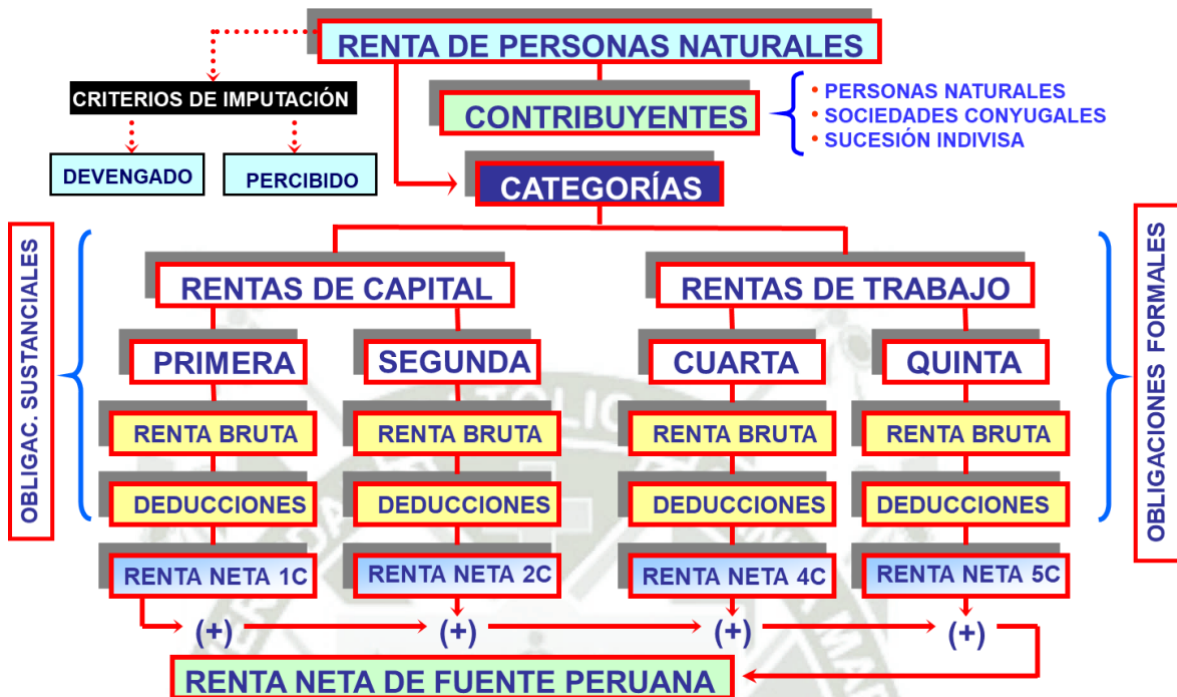 RENTA DE PERSONAS NATURALES
CRITERIOS DE IMPUTACIÓN
DEVENGADO
PERCIBIDO
CONTRIBUYENTES
• PERSONAS NATURALES
• SOCIEDADES CONYUGALES
• SUCESIÓN INDIVISA
CATEGORÍAS
OBLIGAC. SUSTANCIALES
OBLIGACIONES FORMALES
RENTAS DE CAPITAL
RENTAS DE TRABAJO
PRIMERA
SEGUNDA
CUARTA
QUINTA
RENTA BRUTA
RENTA BRUTA
RENTA BRUTA
RENTA BRUTA
DEDUCCIONES
DEDUCCIONES
DEDUCCIONES
DEDUCCIONES
RENTA NETA 1C
RENTA NETA 2C
RENTA NETA 4C
RENTA NETA 5C
(+)
(+)
(+)
(+)
RENTA NETA DE FUENTE PERUANA